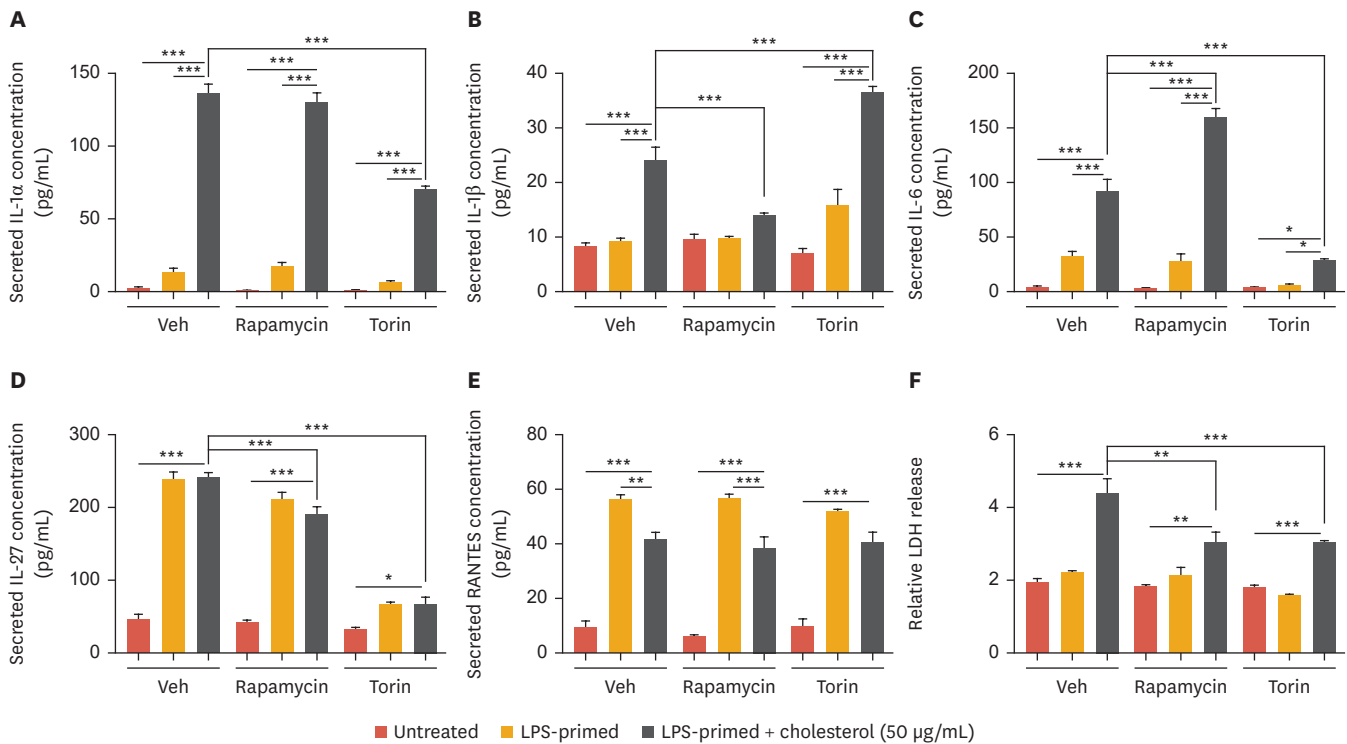 A
Secreted IL-1α concentration
(pg/mL)
150
100
50
0
***
***
***
***
***
***
***
Veh
Rapamycin
Torin
B
Secreted IL-1β concentration
(pg/mL)
40
30
20
10
0
***
***
***
***
***
***
Veh
Rapamycin
Torin
C
Secreted IL-6 concentration
(pg/mL)
200
150
100
50
0
***
***
***
***
***
***
*
*
Veh
Rapamycin
Torin
D
Secreted IL-27 concentration
(pg/mL)
300
200
100
0
***
***
***
***
*
Veh
Rapamycin
Torin
E
Secreted RANTES concentration
(pg/mL)
80
60
40
20
0
***
**
***
***
***
Veh
Rapamycin
Torin
F
Relative LDH release
6
4
2
0
***
***
**
**
***
Veh
Rapamycin
Torin
Untreated LPS-primed LPS-primed + cholesterol (50 µg/mL)